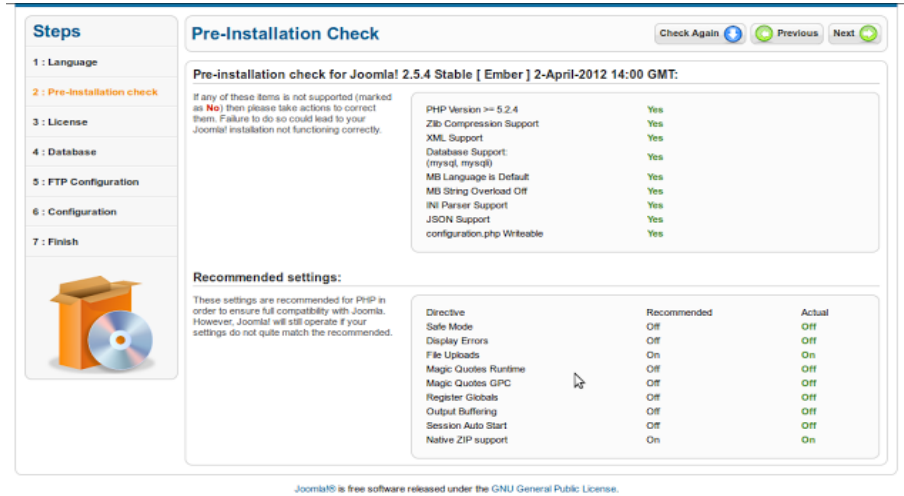 Steps
1 : Language
2 : Pre-Installation check
3 : License
4 : Database
5 : FTP Configuration
6 : Configuration
7 : Finish
Pre-Installation Check
Check Again
Previous
Next
Pre-installation check for Joomla! 2.5.4 Stable [ Ember ] 2-April-2012 14:00 GMT:
If any of these items is not supported (marked
as No) then please take actions to correct
them. Failure to do so could lead to your
Joomla! installation not functioning correctly.
PHP Version >= 5.2.4 Yes
Zlib Compression Support Yes
XML Support Yes
Database Support:
(mysql, mysqli) Yes
MB Language is Default Yes
MB String Overload Off Yes
INI Parser Support Yes
JSON Support Yes
configuration.php Writeable Yes
Recommended settings:
These settings are recommended for PHP in
order to ensure full compatibility with Joomla.
However, Joomla! will still operate if your
settings do not quite match the recommended.
Directive Recommended Actual
Safe Mode Off Off
Display Errors Off Off
File Uploads On On
Magic Quotes Runtime Off Off
Magic Quotes GPC Off Off
Register Globals Off Off
Output Buffering Off Off
Session Auto Start Off Off
Native ZIP support On On
Joomla!® is free software released under the GNU General Public License.